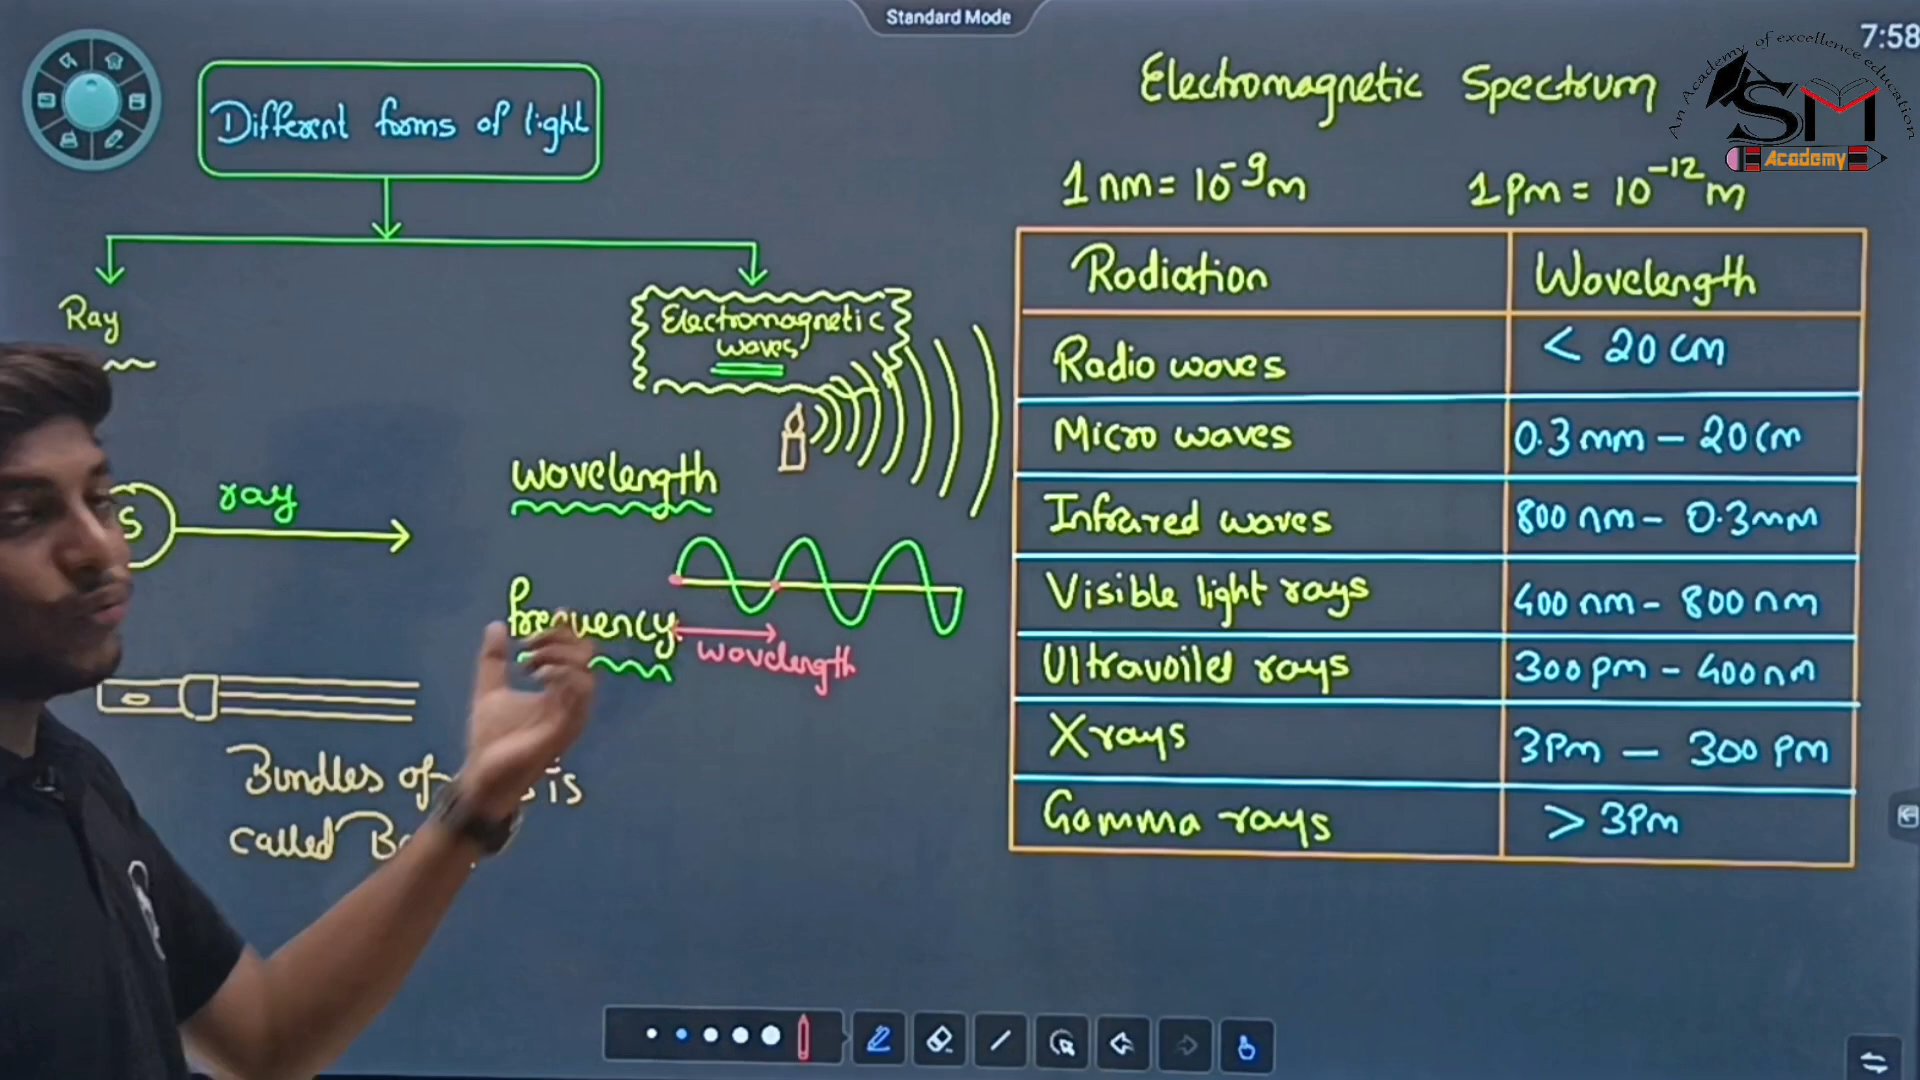 Standard Mode
7:58
An Academy of excellence education
SM
Academy
Different forms of light
Ray
Electromagnetic
waves
S
ray
wavelength
frequency
wavelength
Bundles of is
called
Electromagnetic Spectrum
1 nm = 10⁻⁹ m 1 pm = 10⁻¹² m
Radiation Wavelength
Radio waves < 20 cm
Micro waves 0.3 mm – 20 cm
Infrared waves 800 nm – 0.3 mm
Visible light rays 400 nm – 800 nm
Ultravoiled rays 300 pm – 400 nm
X rays 3 Pm – 300 Pm
Gamma rays > 3 Pm